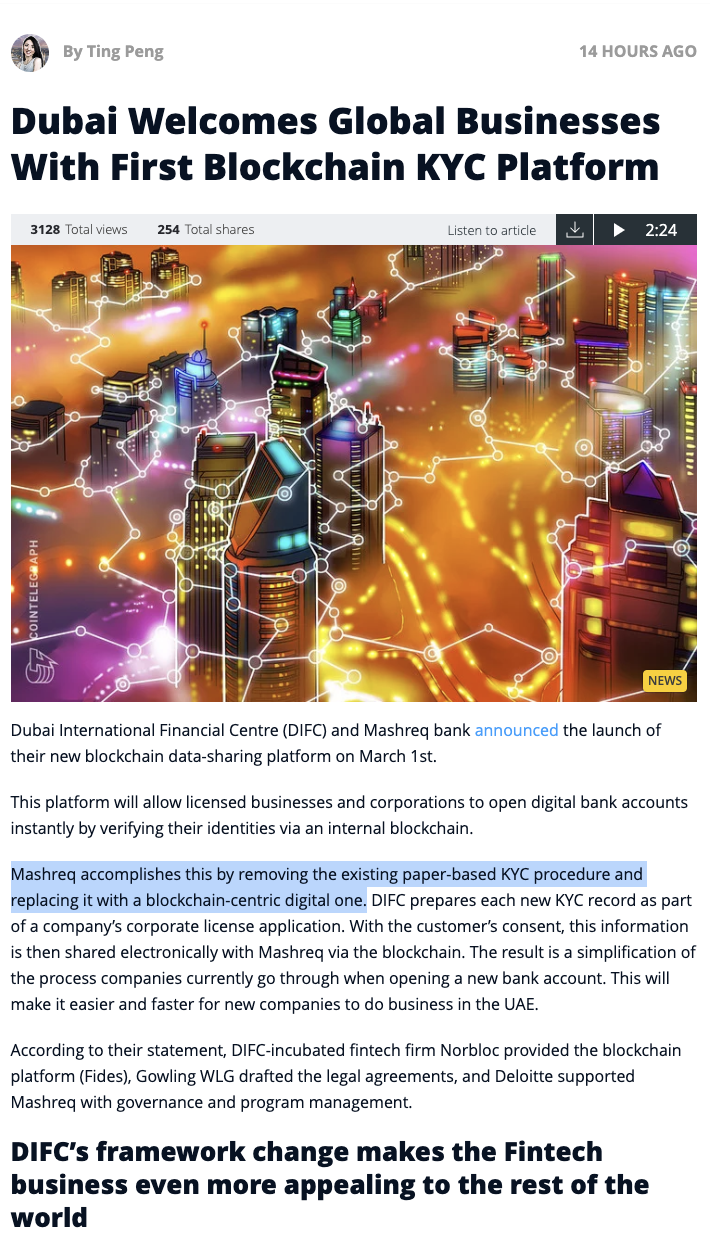 By Ting Peng
14 HOURS AGO
Dubai Welcomes Global Businesses
With First Blockchain KYC Platform
3128 Total views 254 Total shares
Listen to article
2:24
COINTELEGRAPH
NEWS
Dubai International Financial Centre (DIFC) and Mashreq bank announced the launch of
their new blockchain data-sharing platform on March 1st.
This platform will allow licensed businesses and corporations to open digital bank accounts
instantly by verifying their identities via an internal blockchain.
Mashreq accomplishes this by removing the existing paper-based KYC procedure and
replacing it with a blockchain-centric digital one. DIFC prepares each new KYC record as part
of a company’s corporate license application. With the customer’s consent, this information
is then shared electronically with Mashreq via the blockchain. The result is a simplification of
the process companies currently go through when opening a new bank account. This will
make it easier and faster for new companies to do business in the UAE.
According to their statement, DIFC-incubated fintech firm Norbloc provided the blockchain
platform (Fides), Gowling WLG drafted the legal agreements, and Deloitte supported
Mashreq with governance and program management.
DIFC’s framework change makes the Fintech
business even more appealing to the rest of the
world